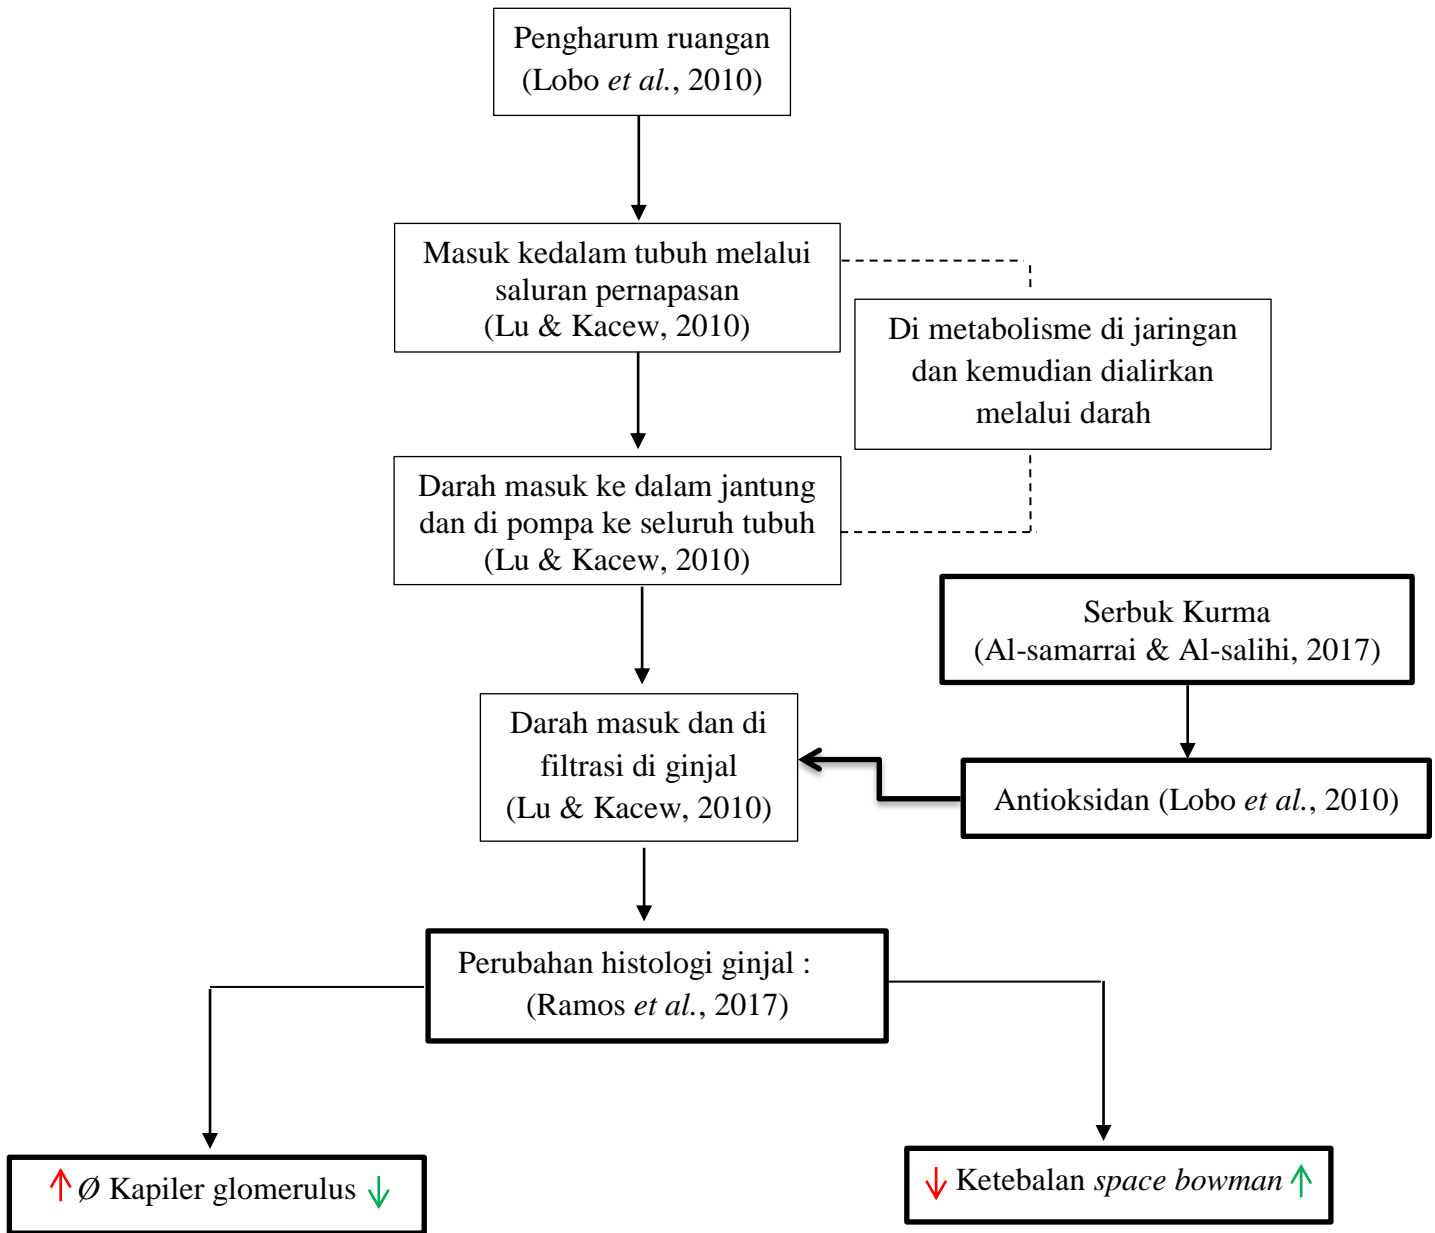 Pengharum ruangan
(Lobo et al., 2010)
Masuk kedalam tubuh melalui
saluran pernapasan
(Lu & Kacew, 2010)
Di metabolisme di jaringan
dan kemudian dialirkan
melalui darah
Darah masuk ke dalam jantung
dan di pompa ke seluruh tubuh
(Lu & Kacew, 2010)
Serbuk Kurma
(Al-samarrai & Al-salihi, 2017)
Darah masuk dan di
filtrasi di ginjal
(Lu & Kacew, 2010)
Antioksidan (Lobo et al., 2010)
Perubahan histologi ginjal :
(Ramos et al., 2017)
↑ Ø Kapiler glomerulus ↓
↓ Ketebalan space bowman ↑